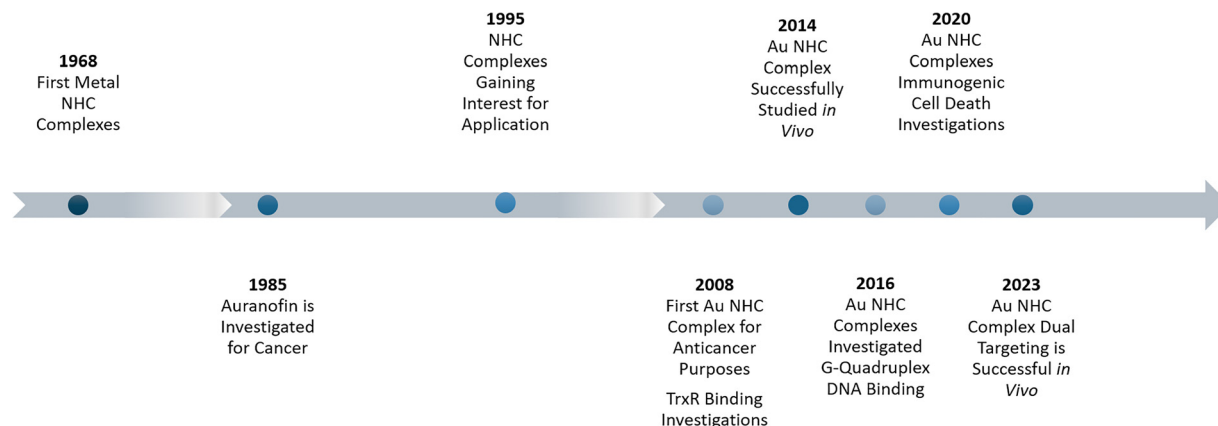 1968
First Metal
NHC
Complexes
1985
Auranofin is
Investigated
for Cancer
1995
NHC
Complexes
Gaining
Interest for
Application
2008
First Au NHC
Complex for
Anticancer
Purposes
TrxR Binding
Investigations
2014
Au NHC
Complex
Successfully
Studied in
Vivo
2016
Au NHC
Complexes
Investigated
G-Quadruplex
DNA Binding
2020
Au NHC
Complexes
Immunogenic
Cell Death
Investigations
2023
Au NHC
Complex Dual
Targeting is
Successful in
Vivo